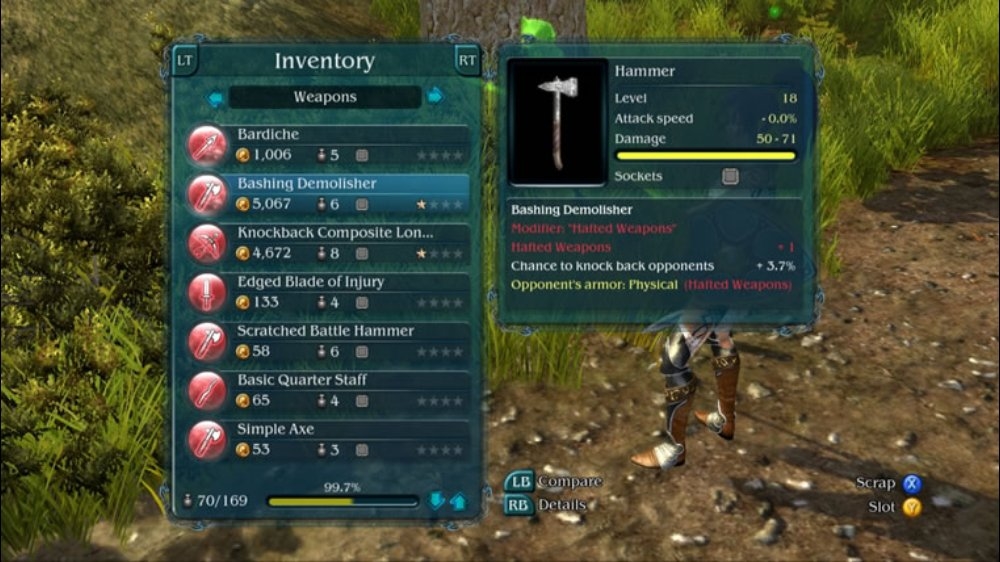 LT
Inventory
RT
Weapons
Bardiche
1,006 5
Bashing Demolisher
5,067 6
Knockback Composite Lon...
4,672 8
Edged Blade of Injury
133 4
Scratched Battle Hammer
58 6
Basic Quarter Staff
65 4
Simple Axe
53 3
70/169
99.7%
Hammer
Level 18
Attack speed - 0.0%
Damage 50 - 71
Sockets
Bashing Demolisher
Modifier: "Hafted Weapons"
Hafted Weapons + 1
Chance to knock back opponents + 3.7%
Opponent's armor: Physical (Hafted Weapons)
LB Compare
RB Details
Scrap X
Slot Y